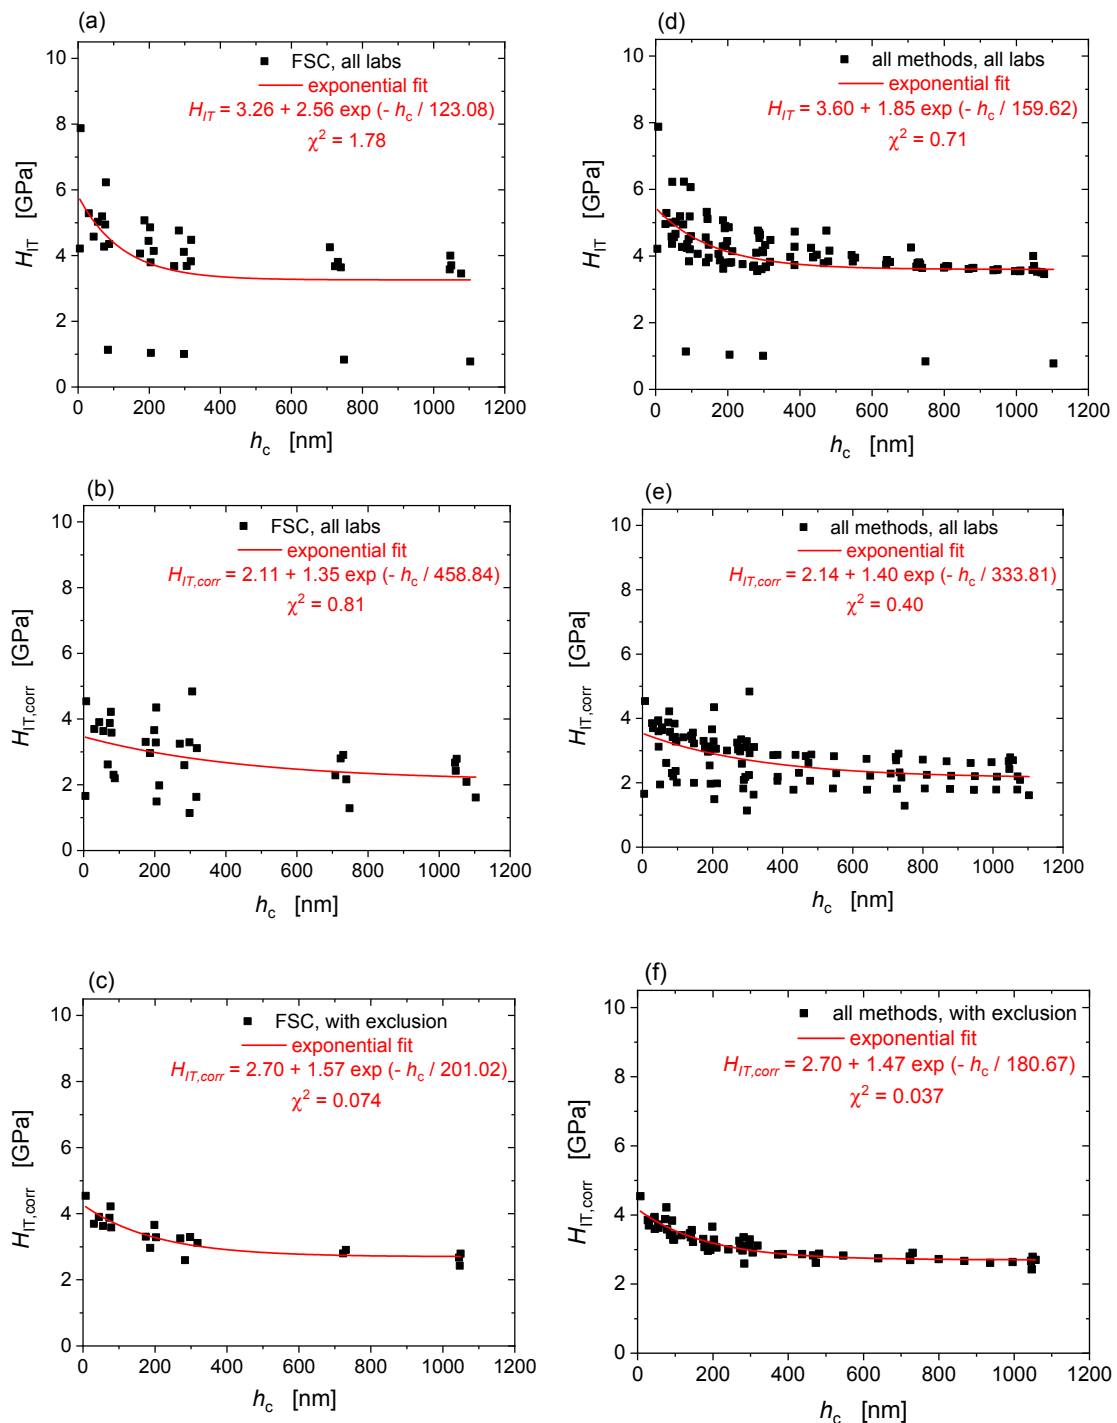 (a)
FSC, all labs
exponential fit
H_IT = 3.26 + 2.56 exp (- h_c / 123.08)
χ² = 1.78
10
8
6
4
2
0
H_IT [GPa]
0 200 400 600 800 1000 1200
h_c [nm]
(d)
all methods, all labs
exponential fit
H_IT = 3.60 + 1.85 exp (- h_c / 159.62)
χ² = 0.71
10
8
6
4
2
0
H_IT [GPa]
0 200 400 600 800 1000 1200
h_c [nm]
(b)
FSC, all labs
exponential fit
H_IT,corr = 2.11 + 1.35 exp (- h_c / 458.84)
χ² = 0.81
10
8
6
4
2
0
H_IT,corr [GPa]
0 200 400 600 800 1000 1200
h_c [nm]
(e)
all methods, all labs
exponential fit
H_IT,corr = 2.14 + 1.40 exp (- h_c / 333.81)
χ² = 0.40
10
8
6
4
2
0
H_IT,corr [GPa]
0 200 400 600 800 1000 1200
h_c [nm]
(c)
FSC, with exclusion
exponential fit
H_IT,corr = 2.70 + 1.57 exp (- h_c / 201.02)
χ² = 0.074
10
8
6
4
2
0
H_IT,corr [GPa]
0 200 400 600 800 1000 1200
h_c [nm]
(f)
all methods, with exclusion
exponential fit
H_IT,corr = 2.70 + 1.47 exp (- h_c / 180.67)
χ² = 0.037
10
8
6
4
2
0
H_IT,corr [GPa]
0 200 400 600 800 1000 1200
h_c [nm]